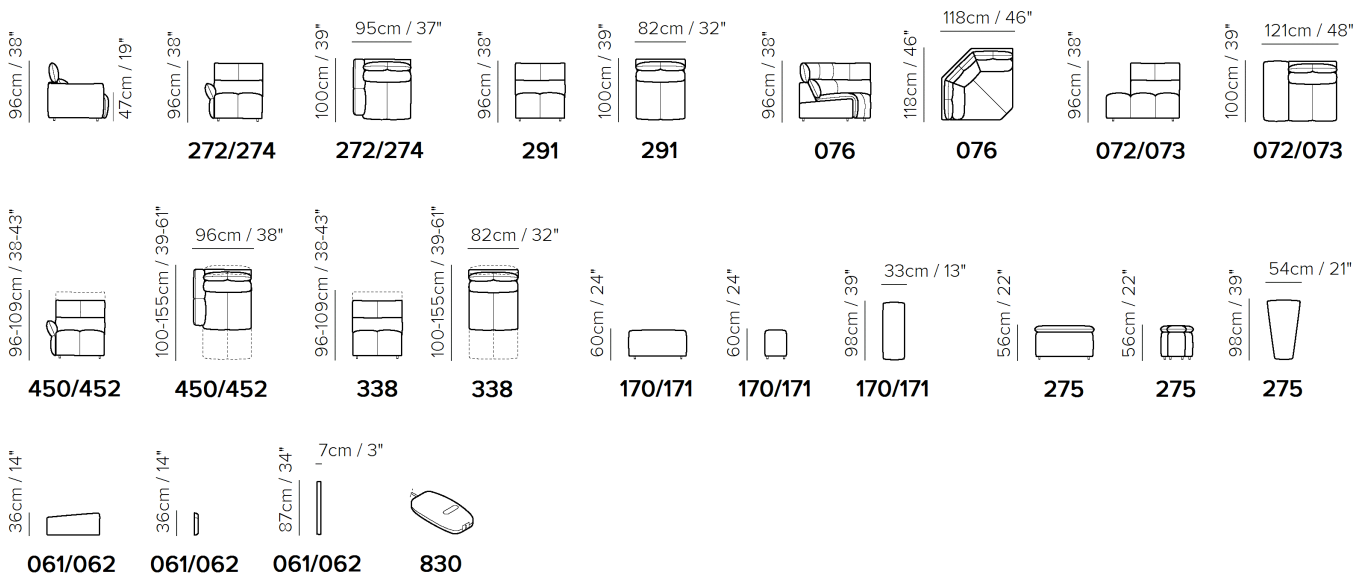 96cm / 38"
47cm / 19"
96cm / 38"
272/274
100cm / 39"
95cm / 37"
272/274
96cm / 38"
291
100cm / 39"
82cm / 32"
291
96cm / 38"
076
118cm / 46"
118cm / 46"
076
96cm / 38"
072/073
100cm / 39"
121cm / 48"
072/073
96-109cm / 38-43"
450/452
100-155cm / 39-61"
96cm / 38"
450/452
96-109cm / 38-43"
338
100-155cm / 39-61"
82cm / 32"
338
60cm / 24"
170/171
60cm / 24"
170/171
98cm / 39"
33cm / 13"
170/171
56cm / 22"
275
56cm / 22"
275
98cm / 39"
54cm / 21"
275
36cm / 14"
061/062
36cm / 14"
061/062
87cm / 34"
7cm / 3"
061/062
830